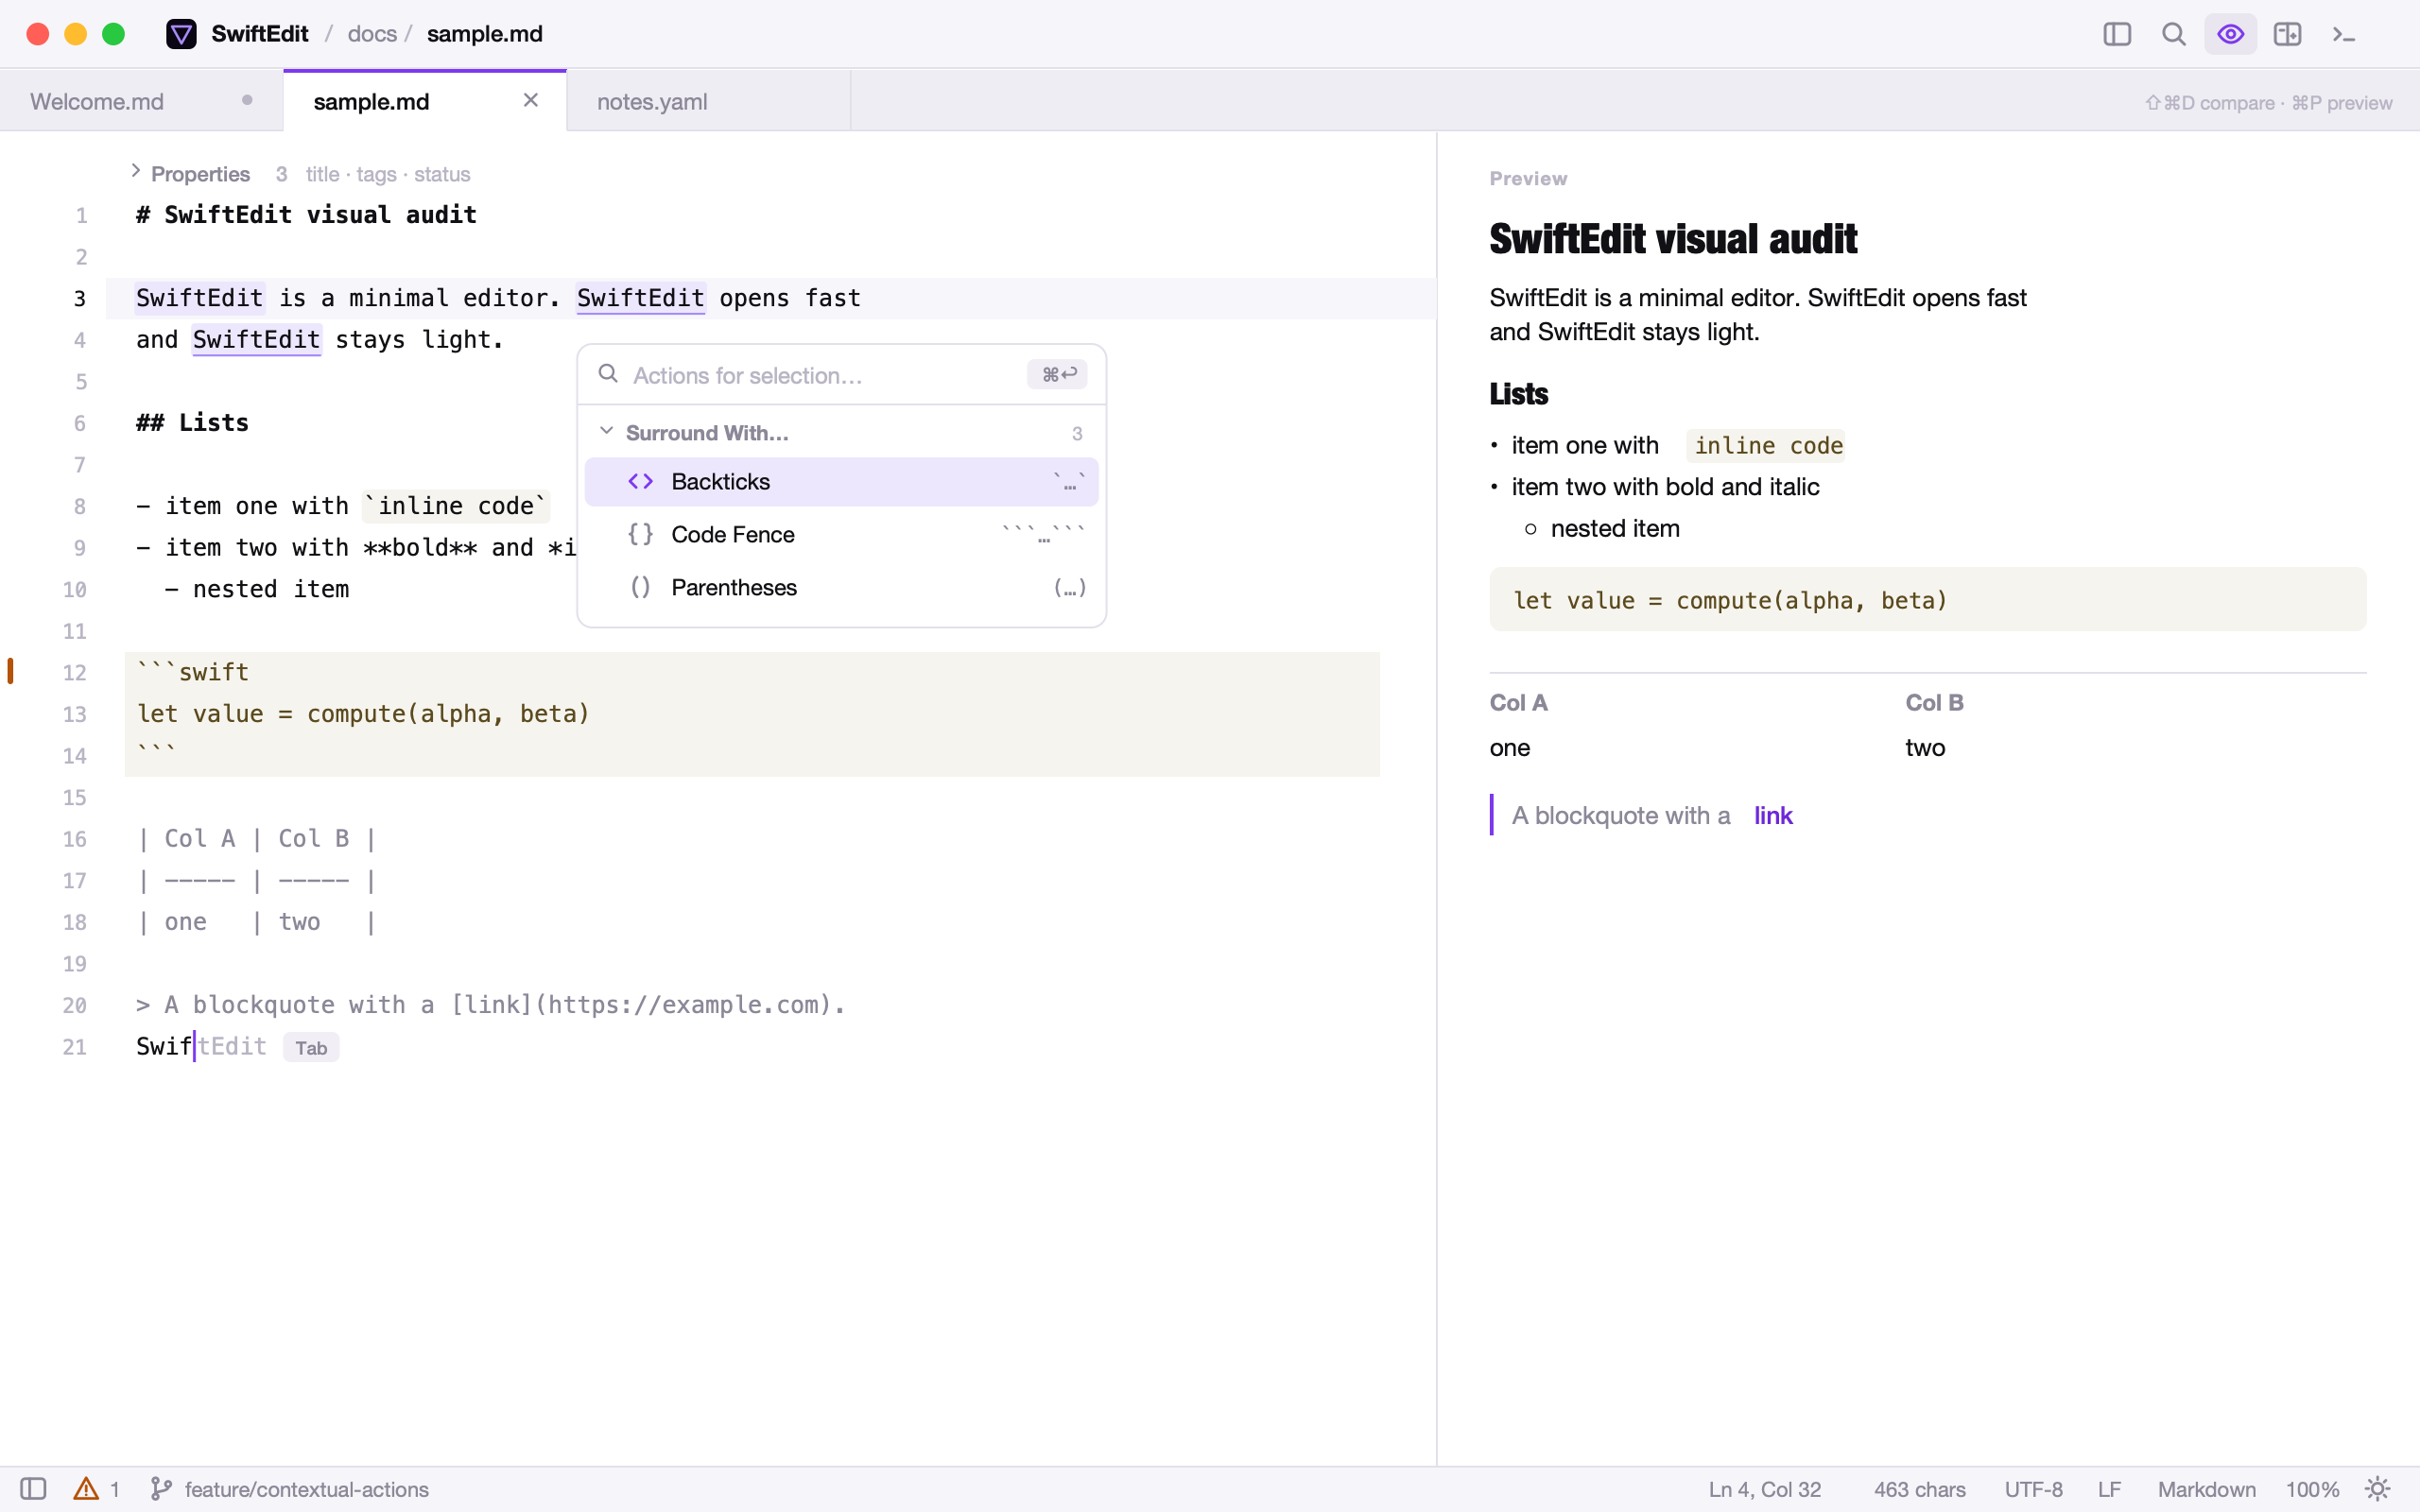 SwiftEdit / docs / sample.md
Welcome.md
sample.md
notes.yaml
⇧⌘D compare · ⌘P preview
Properties 3 title · tags · status
1 # SwiftEdit visual audit
2
3 SwiftEdit is a minimal editor. SwiftEdit opens fast
4 and SwiftEdit stays light.
5
6 ## Lists
7
8 - item one with `inline code`
9 - item two with **bold** and *i
10 - nested item
11
12 ```swift
13 let value = compute(alpha, beta)
14 ```
15
16 | Col A | Col B |
17 | ----- | ----- |
18 | one | two |
19
20 > A blockquote with a [link](https://example.com).
21 SwiftEdit Tab
Actions for selection… ⌘↩
Surround With… 3
Backticks `…`
Code Fence ```…```
Parentheses (…)
Preview
SwiftEdit visual audit
SwiftEdit is a minimal editor. SwiftEdit opens fast
and SwiftEdit stays light.
Lists
• item one with inline code
• item two with bold and italic
○ nested item
let value = compute(alpha, beta)
Col A Col B
one two
A blockquote with a link
1 feature/contextual-actions
Ln 4, Col 32 463 chars UTF-8 LF Markdown 100%